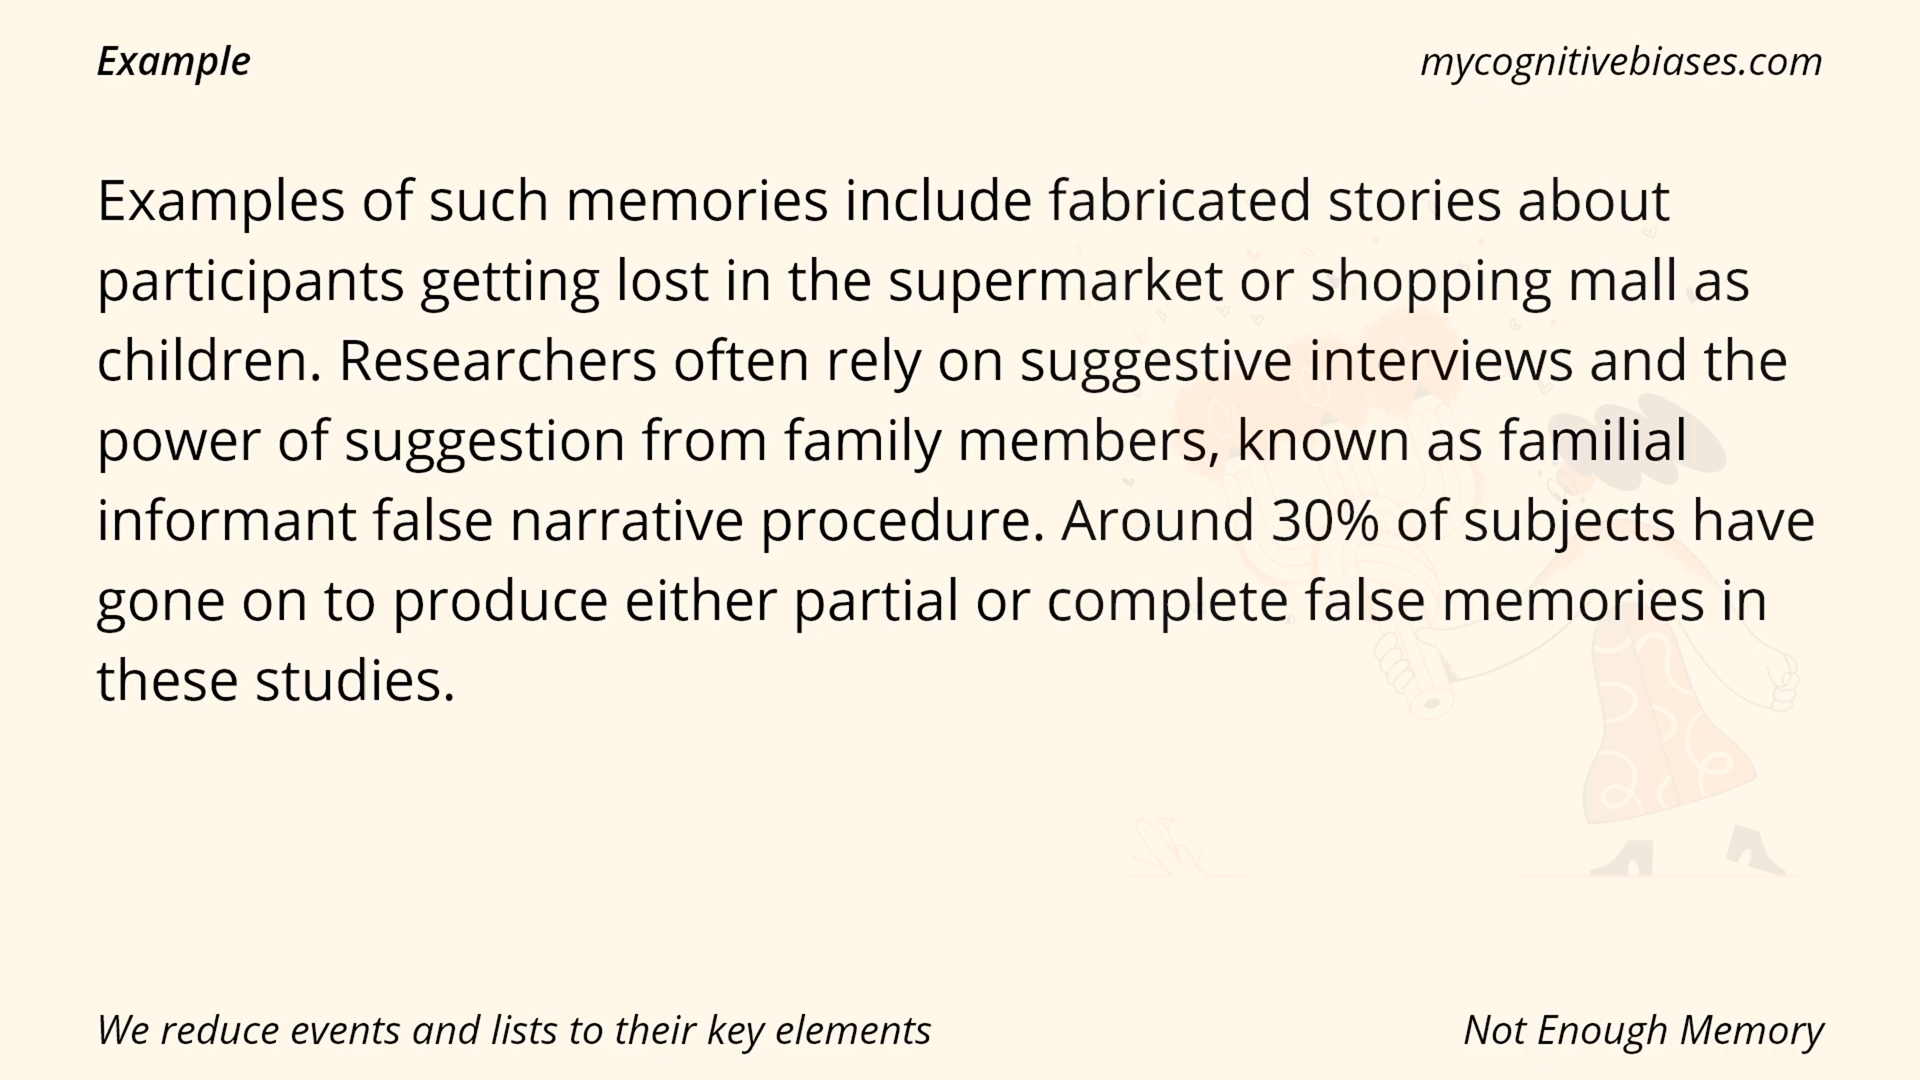 Example
mycognitivebiases.com
Examples of such memories include fabricated stories about
participants getting lost in the supermarket or shopping mall as
children. Researchers often rely on suggestive interviews and the
power of suggestion from family members, known as familial
informant false narrative procedure. Around 30% of subjects have
gone on to produce either partial or complete false memories in
these studies.
We reduce events and lists to their key elements
Not Enough Memory